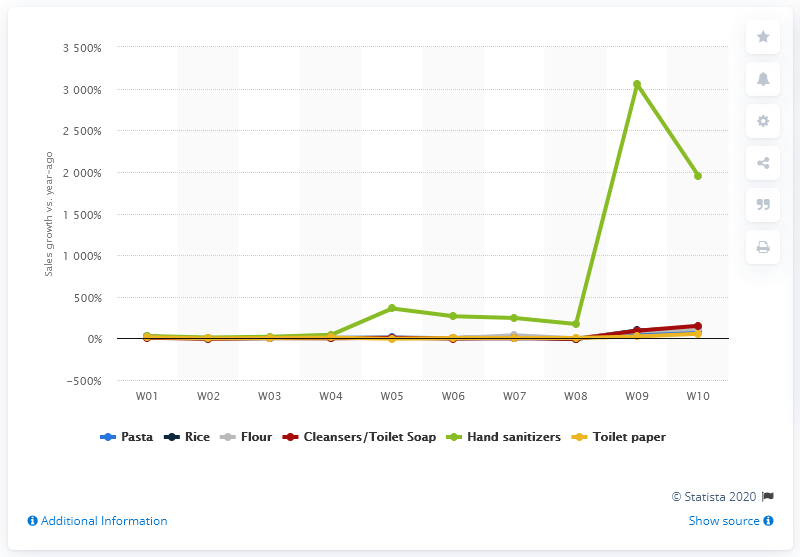 3 500%
3 000%
2 500%
2 000%
1 500%
1 000%
500%
0%
–500%
Sales growth vs. year-ago
W01 W02 W03 W04 W05 W06 W07 W08 W09 W10
Pasta Rice Flour Cleansers/Toilet Soap Hand sanitizers Toilet paper
© Statista 2020
Additional Information Show source